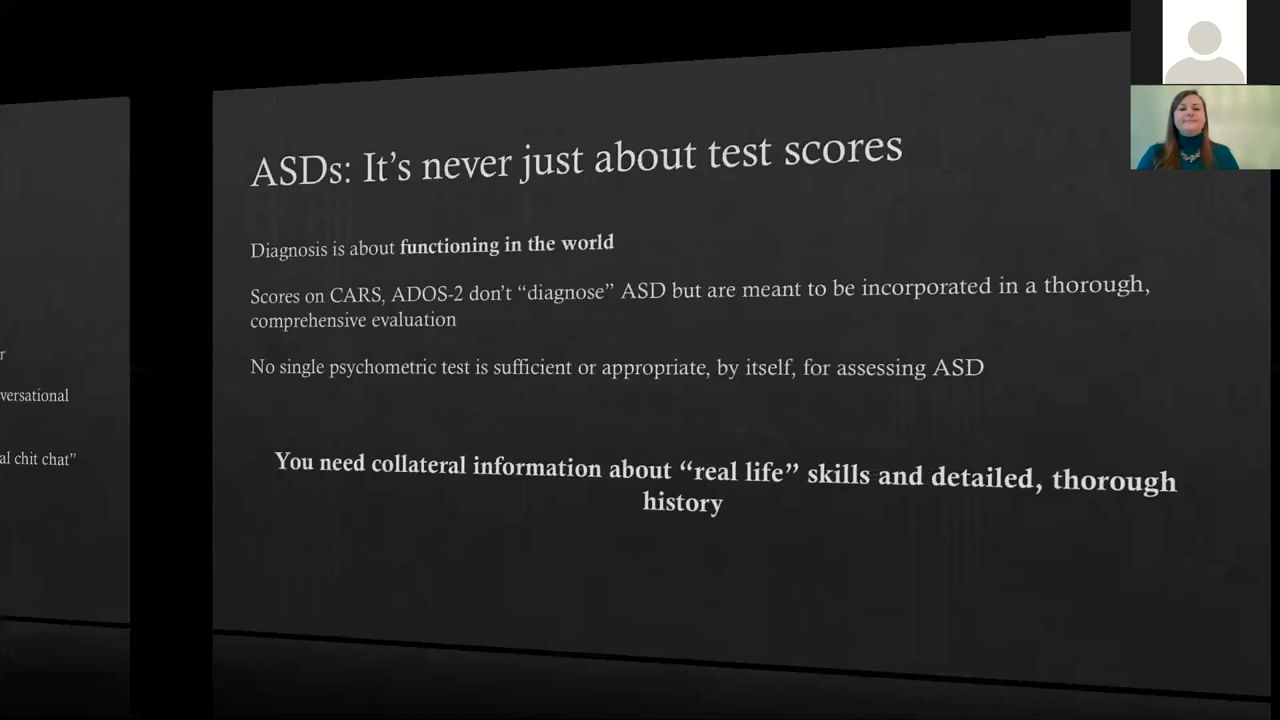 ASDs: It's never just about test scores
Diagnosis is about functioning in the world
Scores on CARS, ADOS-2 don't “diagnose” ASD but are meant to be incorporated in a thorough,
comprehensive evaluation
No single psychometric test is sufficient or appropriate, by itself, for assessing ASD
You need collateral information about “real life” skills and detailed, thorough
history
r
versational
al chit chat”